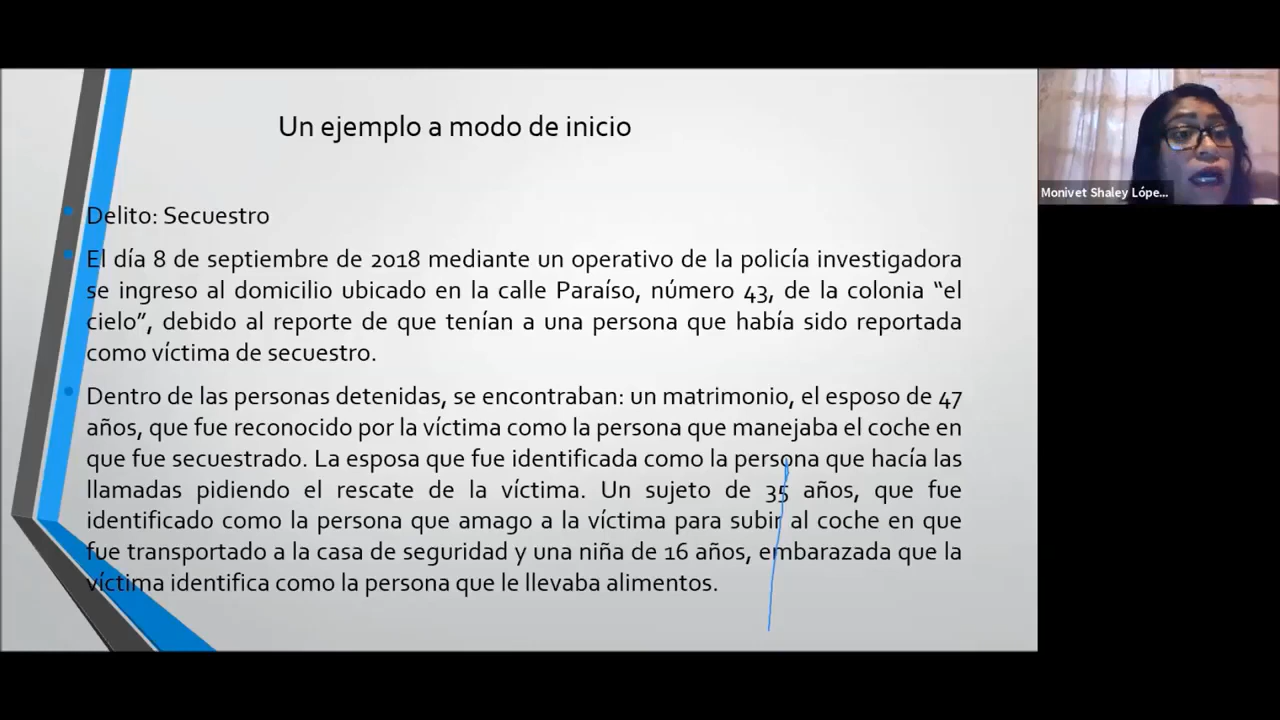 Un ejemplo a modo de inicio
Monivet Shaley Lópe...
• Delito: Secuestro
• El día 8 de septiembre de 2018 mediante un operativo de la policía investigadora
se ingreso al domicilio ubicado en la calle Paraíso, número 43, de la colonia “el
cielo”, debido al reporte de que tenían a una persona que había sido reportada
como víctima de secuestro.
• Dentro de las personas detenidas, se encontraban: un matrimonio, el esposo de 47
años, que fue reconocido por la víctima como la persona que manejaba el coche en
que fue secuestrado. La esposa que fue identificada como la persona que hacía las
llamadas pidiendo el rescate de la víctima. Un sujeto de 35 años, que fue
identificado como la persona que amago a la víctima para subir al coche en que
fue transportado a la casa de seguridad y una niña de 16 años, embarazada que la
víctima identifica como la persona que le llevaba alimentos.